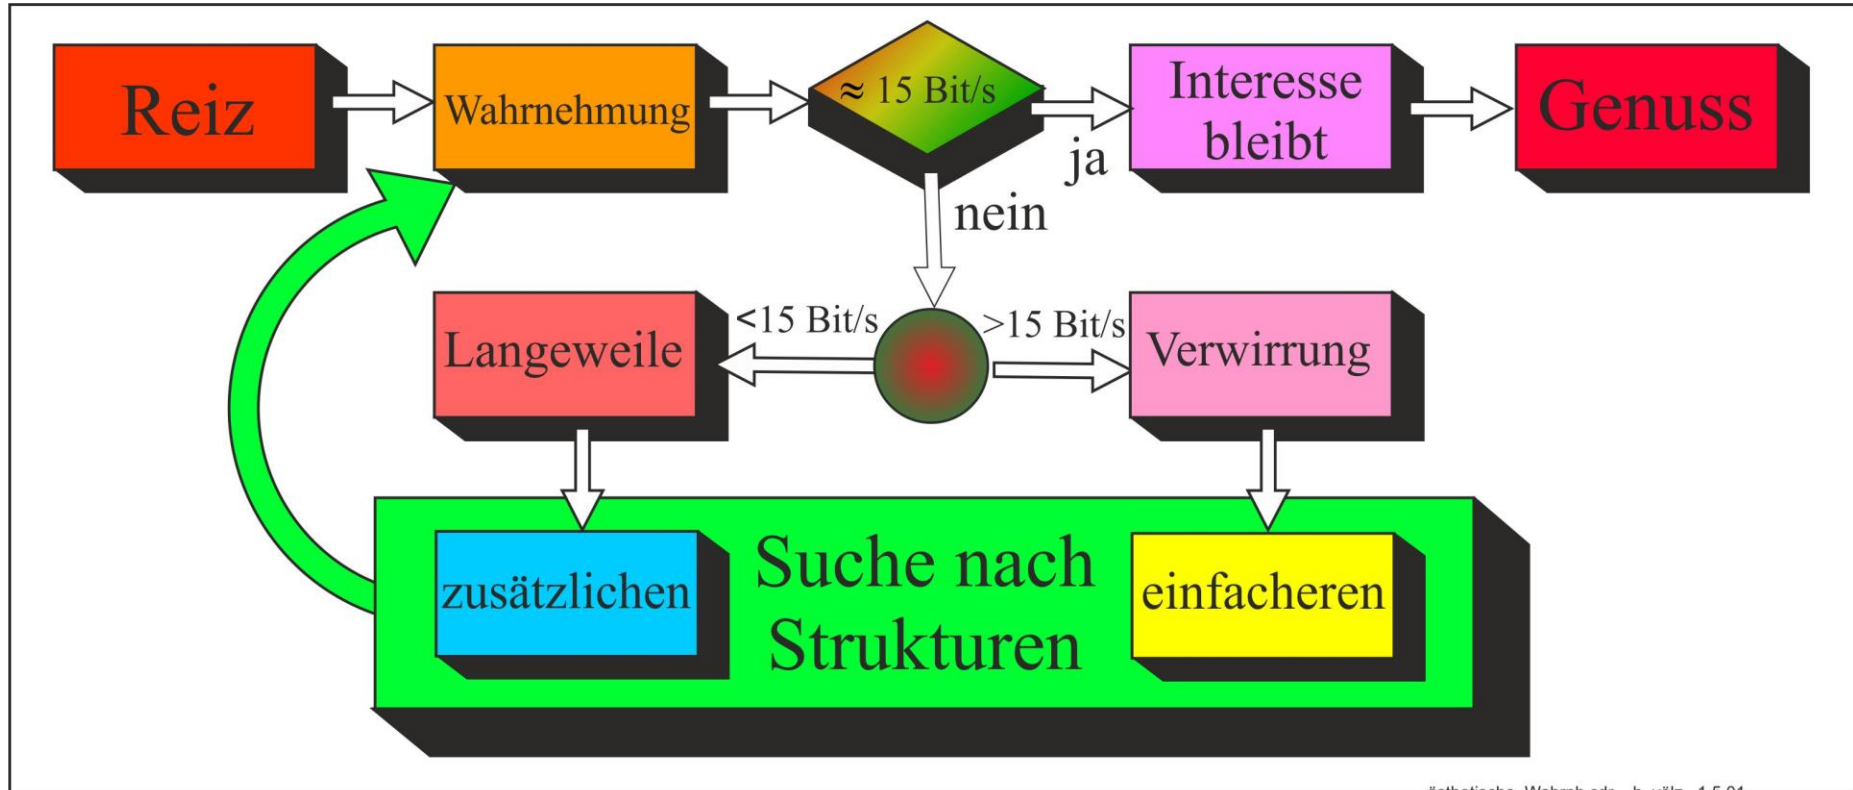 Reiz
Wahrnehmung
≈ 15 Bit/s
Interesse
bleibt
Genuss
ja
nein
<15 Bit/s
>15 Bit/s
Langeweile
Verwirrung
zusätzlichen
Suche nach
Strukturen
einfacheren